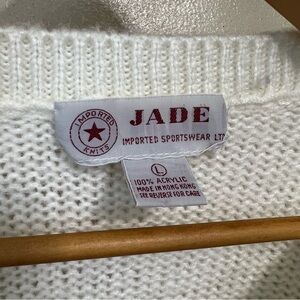 IMPORTED
KNITS
JADE
IMPORTED SPORTSWEAR LTD
L
100% ACRYLIC
MADE IN HONG KONG
SEE REVERSE FOR CARE